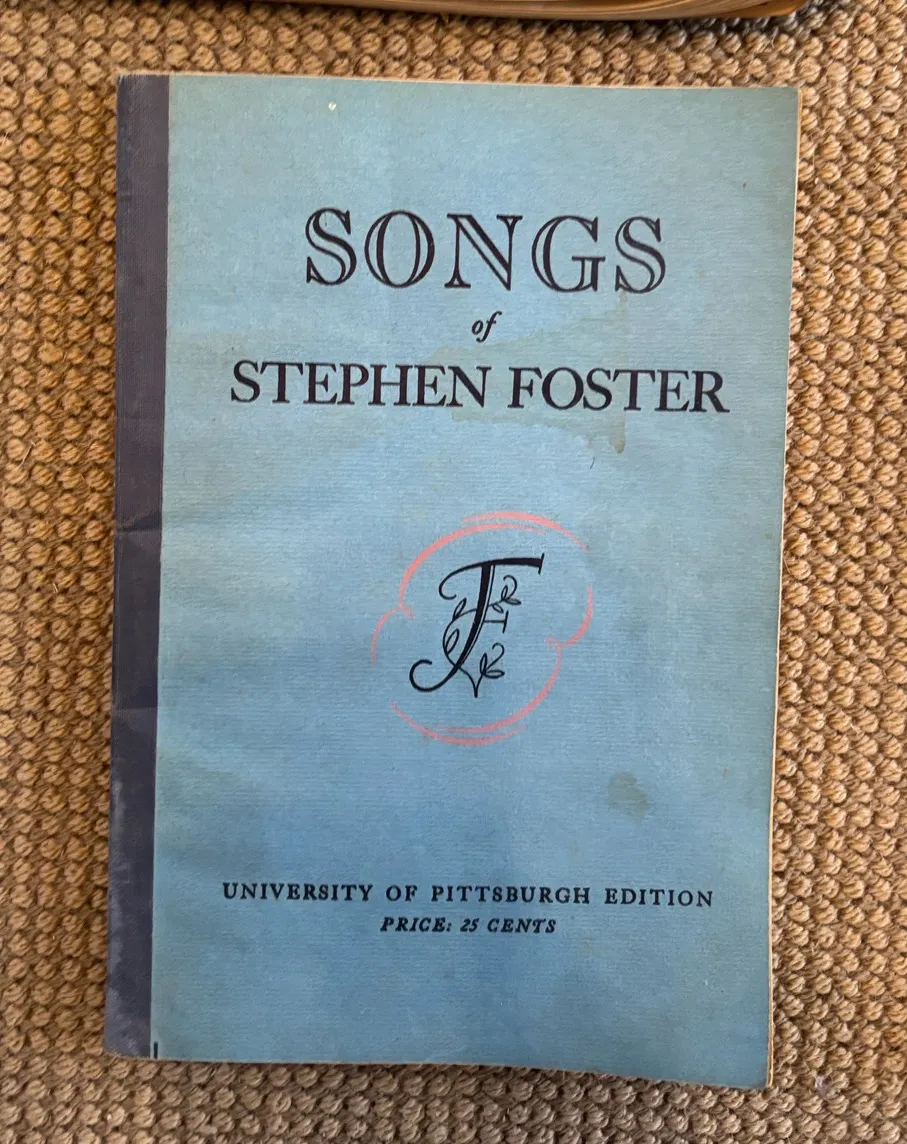 SONGS
of
STEPHEN FOSTER
F
UNIVERSITY OF PITTSBURGH EDITION
PRICE: 25 CENTS